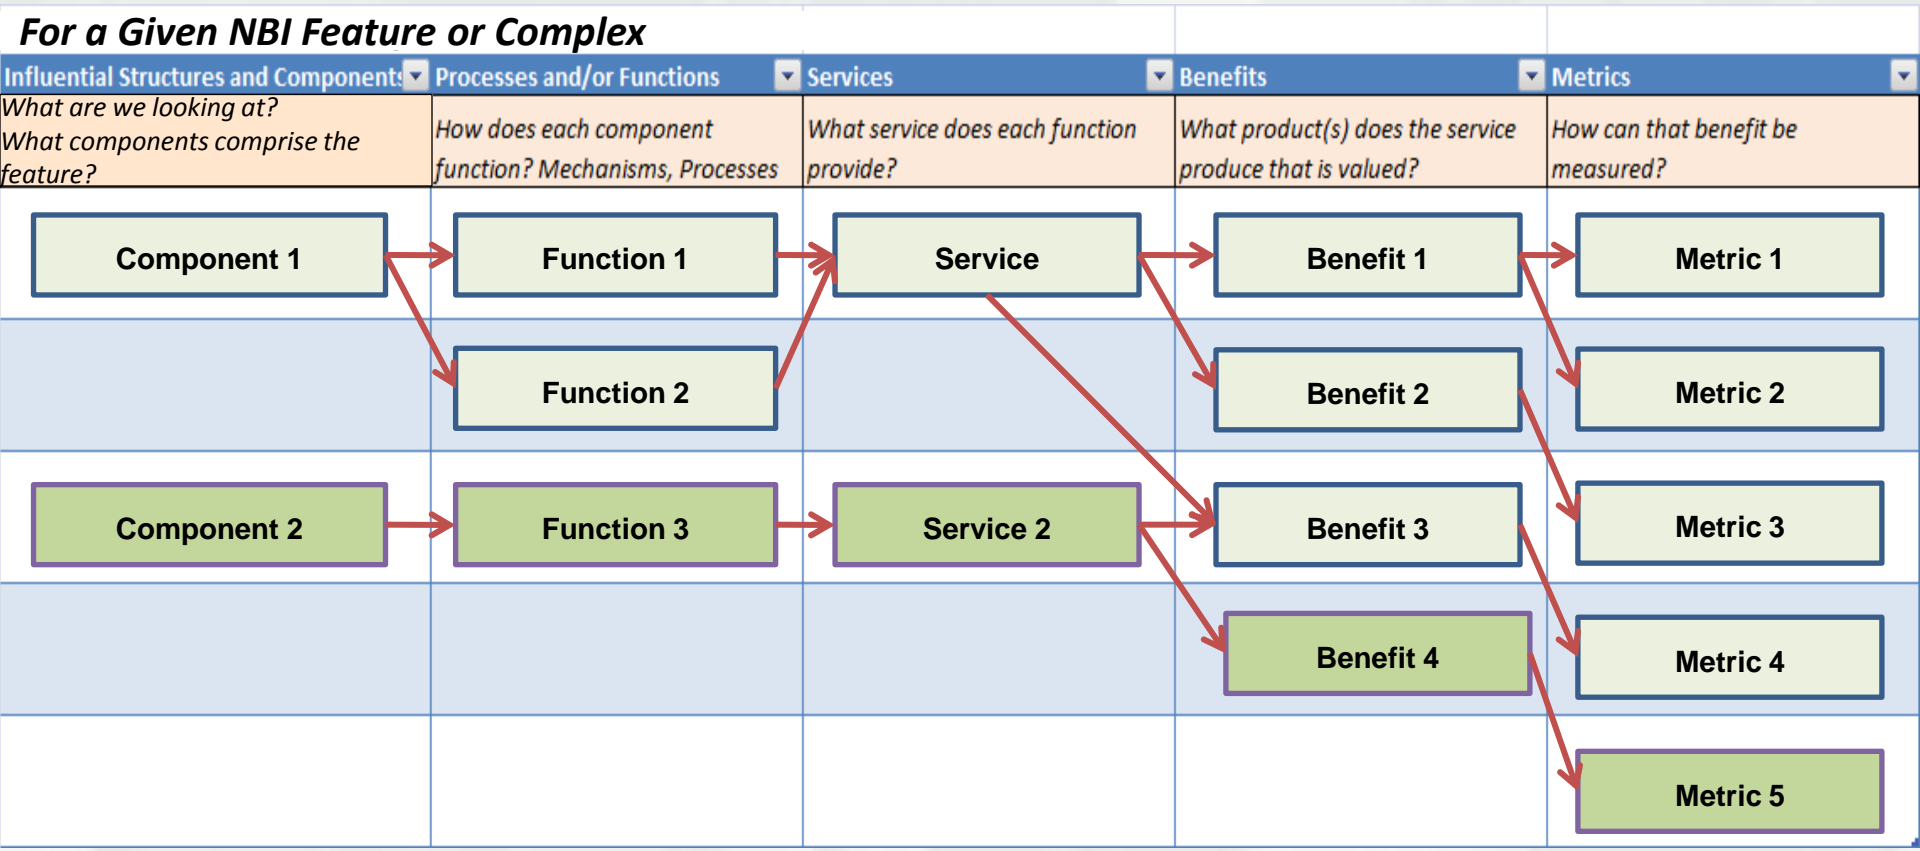 For a Given NBI Feature or Complex
Influential Structures and Components
Processes and/or Functions
Services
Benefits
Metrics
What are we looking at?
What components comprise the
feature?
How does each component
function? Mechanisms, Processes
What service does each function
provide?
What product(s) does the service
produce that is valued?
How can that benefit be
measured?
Component 1
Function 1
Service
Benefit 1
Metric 1
Function 2
Benefit 2
Metric 2
Component 2
Function 3
Service 2
Benefit 3
Metric 3
Benefit 4
Metric 4
Metric 5